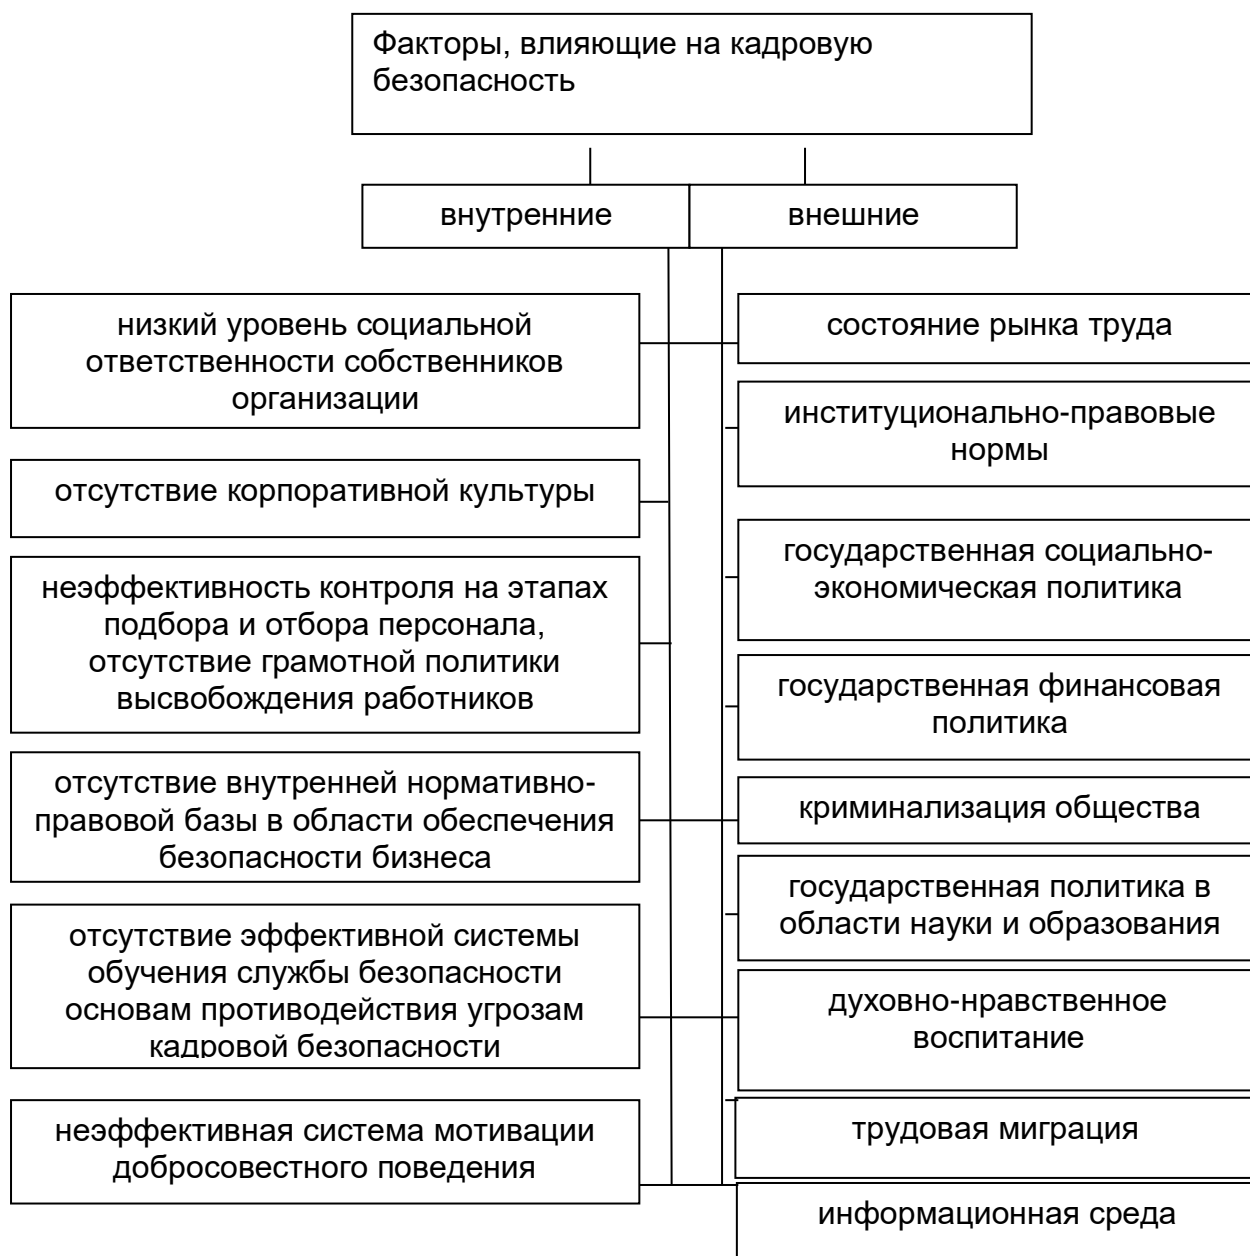 Факторы, влияющие на кадровую
безопасность
внутренние
внешние
низкий уровень социальной
ответственности собственников
организации
отсутствие корпоративной культуры
неэффективность контроля на этапах
подбора и отбора персонала,
отсутствие грамотной политики
высвобождения работников
отсутствие внутренней нормативно-
правовой базы в области обеспечения
безопасности бизнеса
отсутствие эффективной системы
обучения службы безопасности
основам противодействия угрозам
кадровой безопасности
неэффективная система мотивации
добросовестного поведения
состояние рынка труда
институционально-правовые
нормы
государственная социально-
экономическая политика
государственная финансовая
политика
криминализация общества
государственная политика в
области науки и образования
духовно-нравственное
воспитание
трудовая миграция
информационная среда